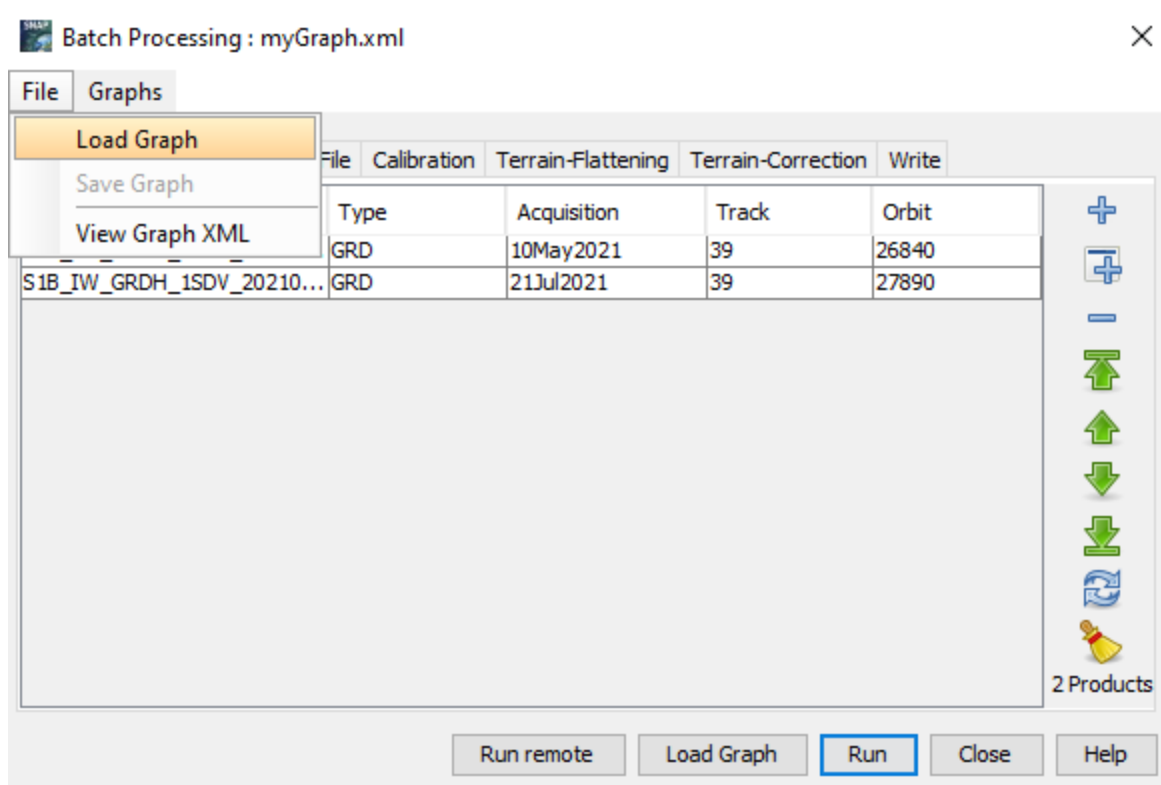 SNAP
Batch Processing : myGraph.xml
File Graphs
Load Graph
Save Graph
View Graph XML
File Calibration Terrain-Flattening Terrain-Correction Write
Type Acquisition Track Orbit
GRD 10May2021 39 26840
S1B_IW_GRDH_1SDV_20210... GRD 21Jul2021 39 27890
2 Products
Run remote Load Graph Run Close Help